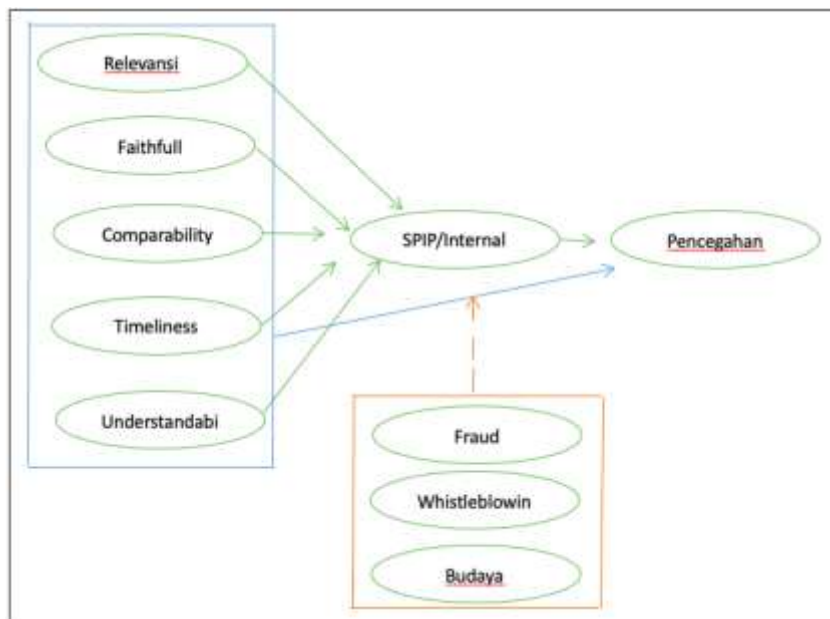 Relevansi
Faithfull
Comparability
Timeliness
Understandabi
SPIP/Internal
Pencegahan
Fraud
Whistleblowin
Budaya